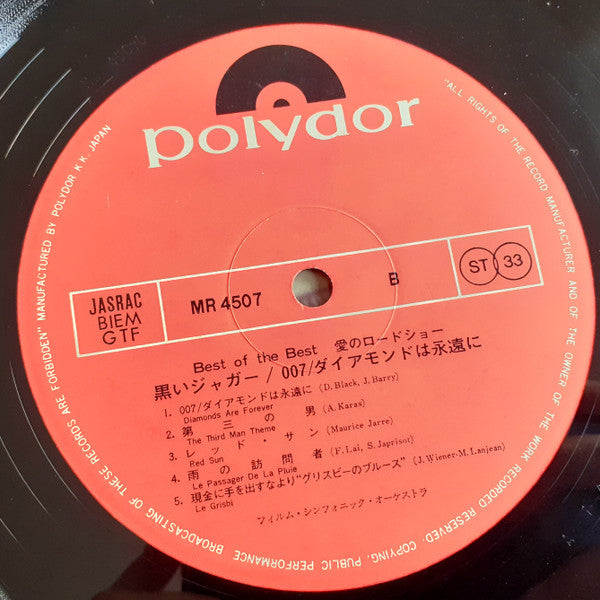 polydor
JASRAC
BIEM
GTF
MR 4507
B
ST 33
Best of the Best 愛のロードショー
黒いジャガー / 007/ダイアモンドは永遠に
1. 007/ダイアモンドは永遠に (D. Black, J. Barry)
Diamonds Are Forever
2. 第三の男 (A. Karas)
The Third Man Theme
3. レッド・サン (Maurice Jarre)
Red Sun
4. 雨の訪問者 (F. Lai, S. Japrisot)
Le Passager De La Pluie
5. 現金に手を出すなより“グリスビーのブルース” (J. Wiener-M. Lanjean)
Le Grisbi
フィルム・シンフォニック・オーケストラ
"ALL RIGHTS OF THE RECORD MANUFACTURER AND OF THE OWNER OF THE WORK RECORDED RESERVED: COPYING, PUBLIC PERFORMANCE BROADCASTING OF THESE RECORDS ARE FORBIDDEN" MANUFACTURED BY POLYDOR K.K. JAPAN